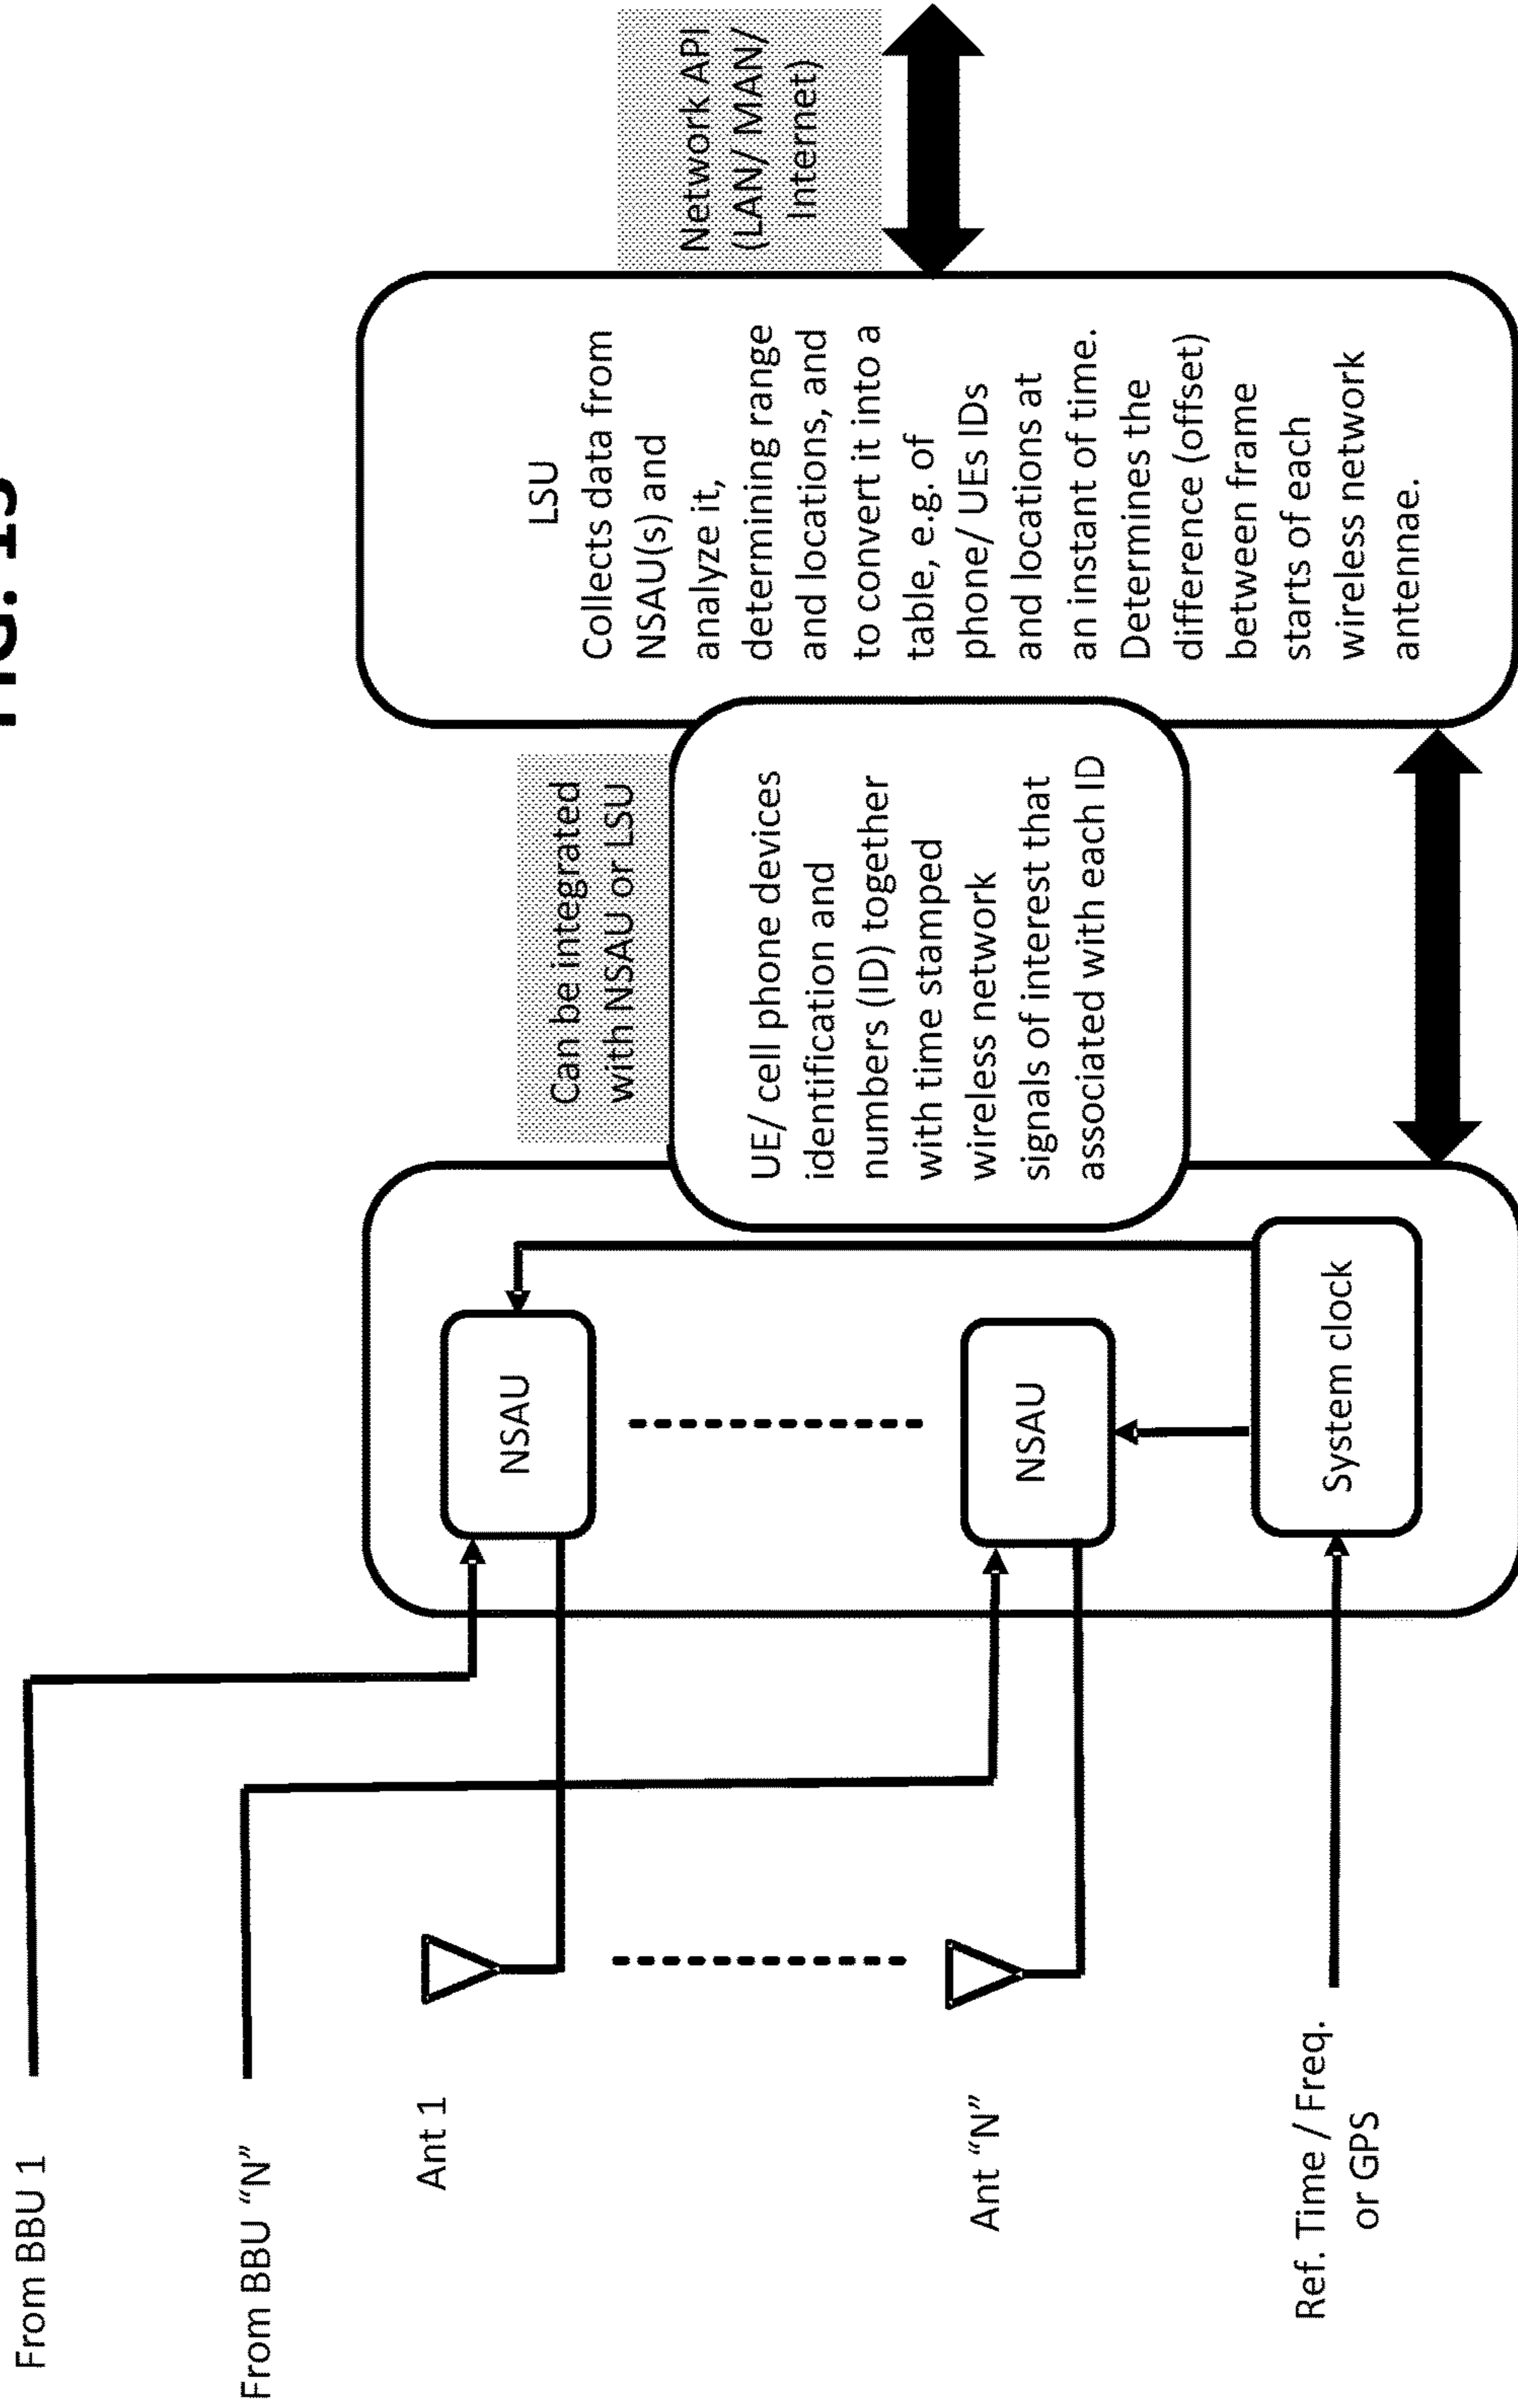 From BBU 1
From BBU “N”
Ant 1
Ant “N”
Ref. Time / Freq.
or GPS
NSAU
NSAU
System clock
Can be integrated
with NSAU or LSU
UE/ cell phone devices
identification and
numbers (ID) together
with time stamped
wireless network
signals of interest that
associated with each ID
LSU
Collects data from
NSAU(s) and
analyze it,
determining range
and locations, and
to convert it into a
table, e.g. of
phone/ UEs IDs
and locations at
an instant of time.
Determines the
difference (offset)
between frame
starts of each
wireless network
antennae.
Network API
(LAN/ MAN/
Internet)